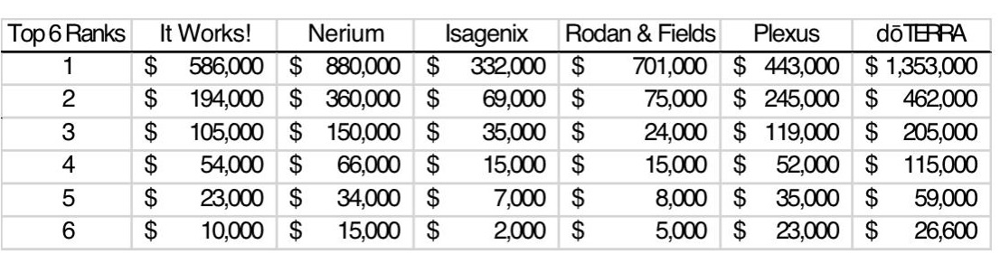 Top 6 Ranks It Works! Nerium Isagenix Rodan & Fields Plexus dōTERRA
1 $ 586,000 $ 880,000 $ 332,000 $ 701,000 $ 443,000 $ 1,353,000
2 $ 194,000 $ 360,000 $ 69,000 $ 75,000 $ 245,000 $ 462,000
3 $ 105,000 $ 150,000 $ 35,000 $ 24,000 $ 119,000 $ 205,000
4 $ 54,000 $ 66,000 $ 15,000 $ 15,000 $ 52,000 $ 115,000
5 $ 23,000 $ 34,000 $ 7,000 $ 8,000 $ 35,000 $ 59,000
6 $ 10,000 $ 15,000 $ 2,000 $ 5,000 $ 23,000 $ 26,600